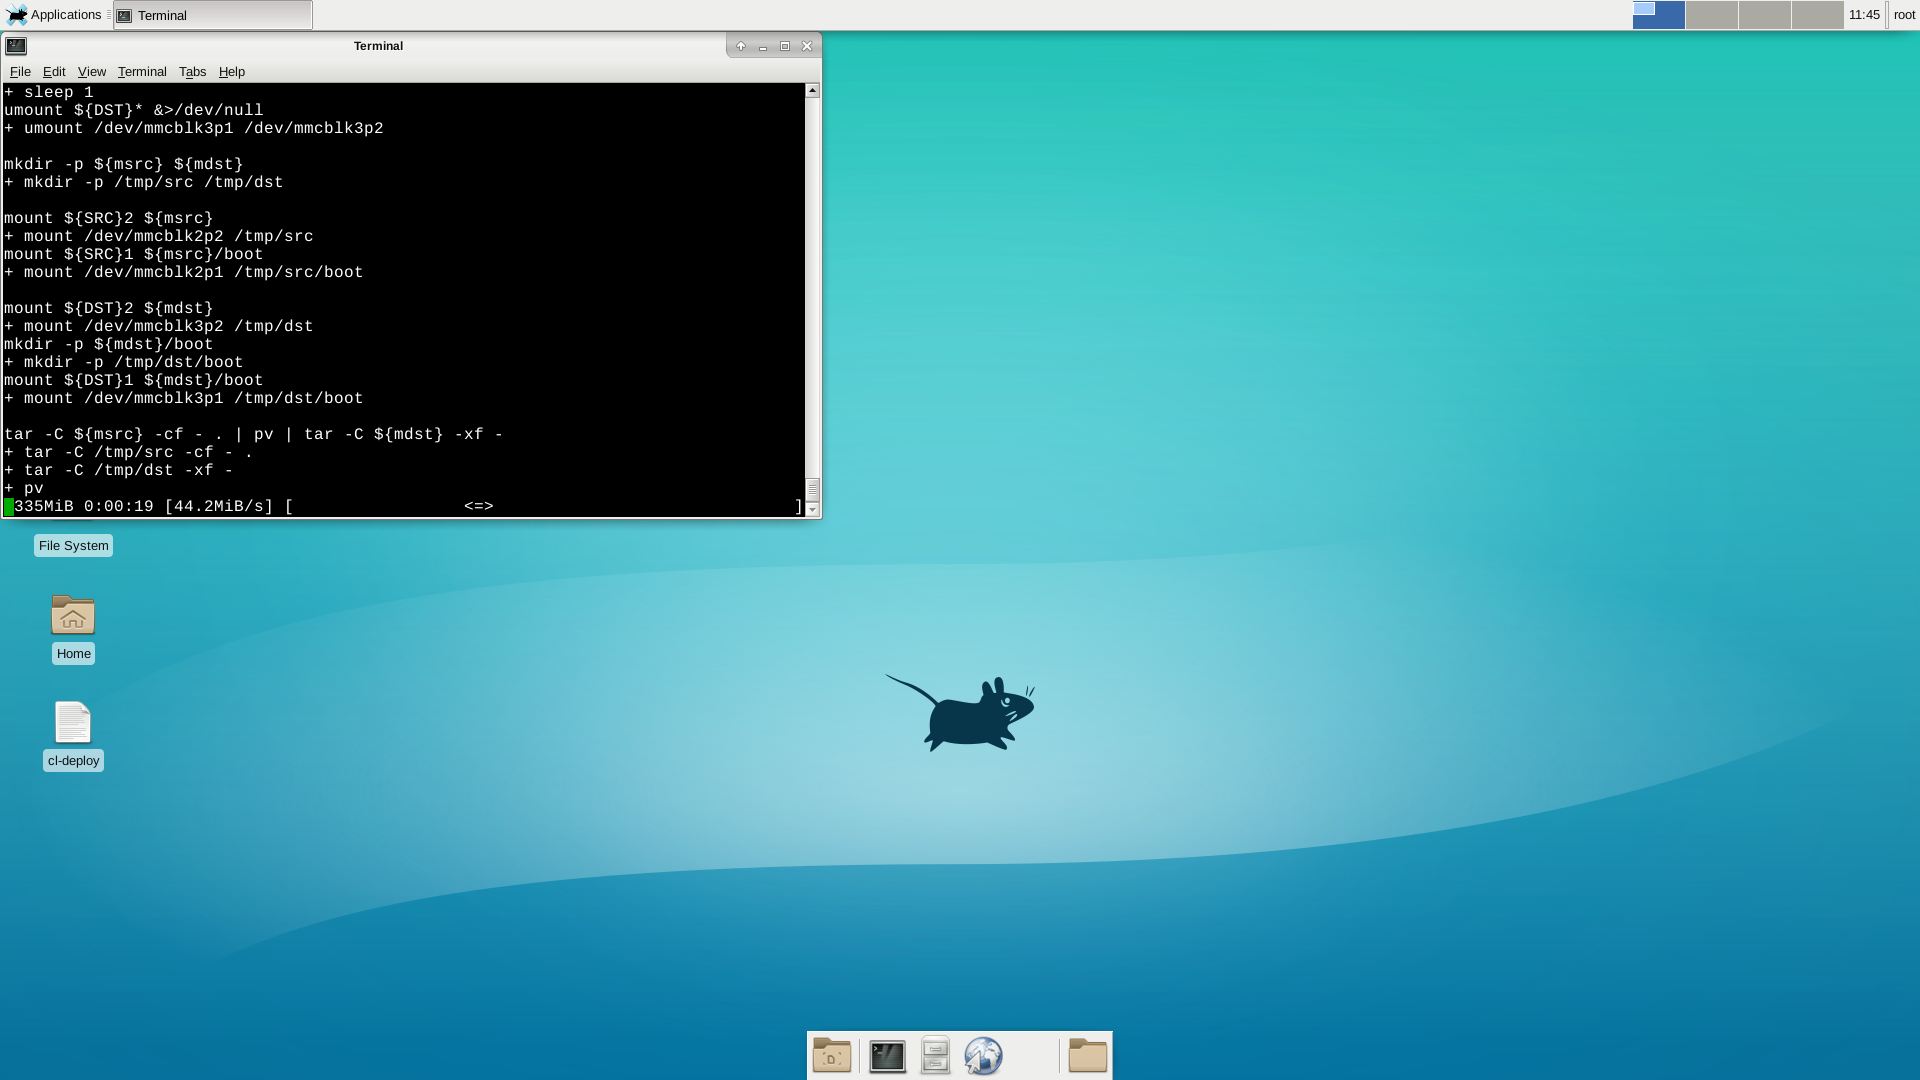 Applications
Terminal
11:45
root
Terminal
File Edit View Terminal Tabs Help
+ sleep 1
umount ${DST}* &>/dev/null
+ umount /dev/mmcblk3p1 /dev/mmcblk3p2
mkdir -p ${msrc} ${mdst}
+ mkdir -p /tmp/src /tmp/dst
mount ${SRC}2 ${msrc}
+ mount /dev/mmcblk2p2 /tmp/src
mount ${SRC}1 ${msrc}/boot
+ mount /dev/mmcblk2p1 /tmp/src/boot
mount ${DST}2 ${mdst}
+ mount /dev/mmcblk3p2 /tmp/dst
mkdir -p ${mdst}/boot
+ mkdir -p /tmp/dst/boot
mount ${DST}1 ${mdst}/boot
+ mount /dev/mmcblk3p1 /tmp/dst/boot
tar -C ${msrc} -cf - . | pv | tar -C ${mdst} -xf -
+ tar -C /tmp/src -cf - .
+ tar -C /tmp/dst -xf -
+ pv
335MiB 0:00:19 [44.2MiB/s] [ <=> ]
File System
Home
cl-deploy